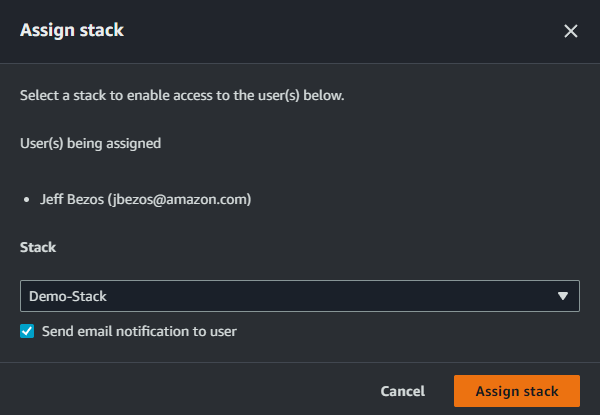 Assign stack
Select a stack to enable access to the user(s) below.
User(s) being assigned
• Jeff Bezos (jbezos@amazon.com)
Stack
Demo-Stack
Send email notification to user
Cancel
Assign stack